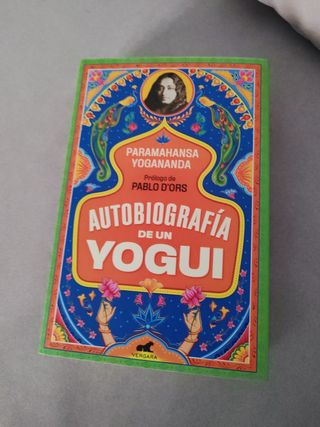 PARAMAHANSA
YOGANANDA
Prólogo de
PABLO D'ORS
AUTOBIOGRAFÍA
DE UN
YOGUI
VERGARA